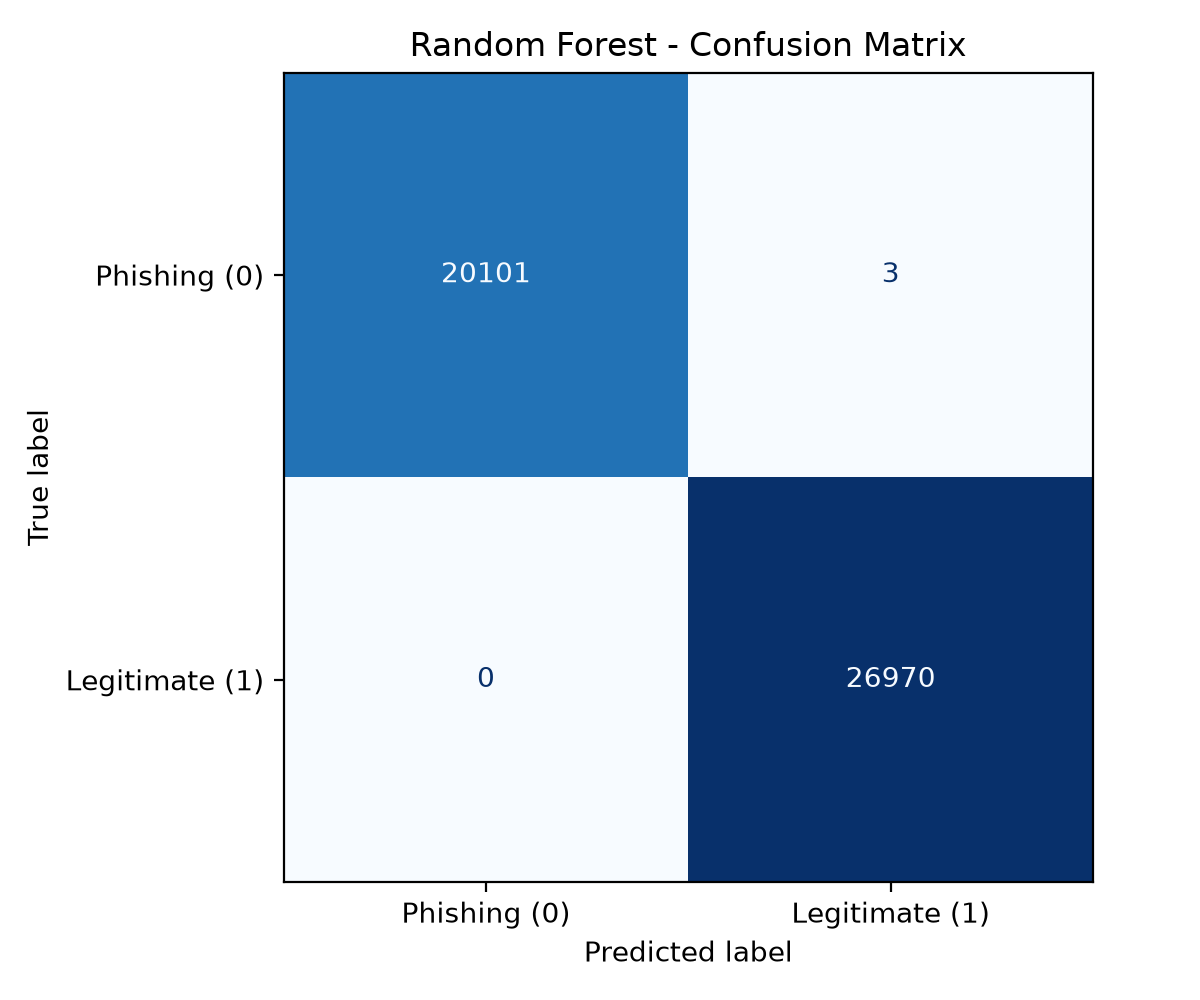 Random Forest - Confusion Matrix
True label
Phishing (0)
20101
3
Legitimate (1)
0
26970
Phishing (0)
Legitimate (1)
Predicted label